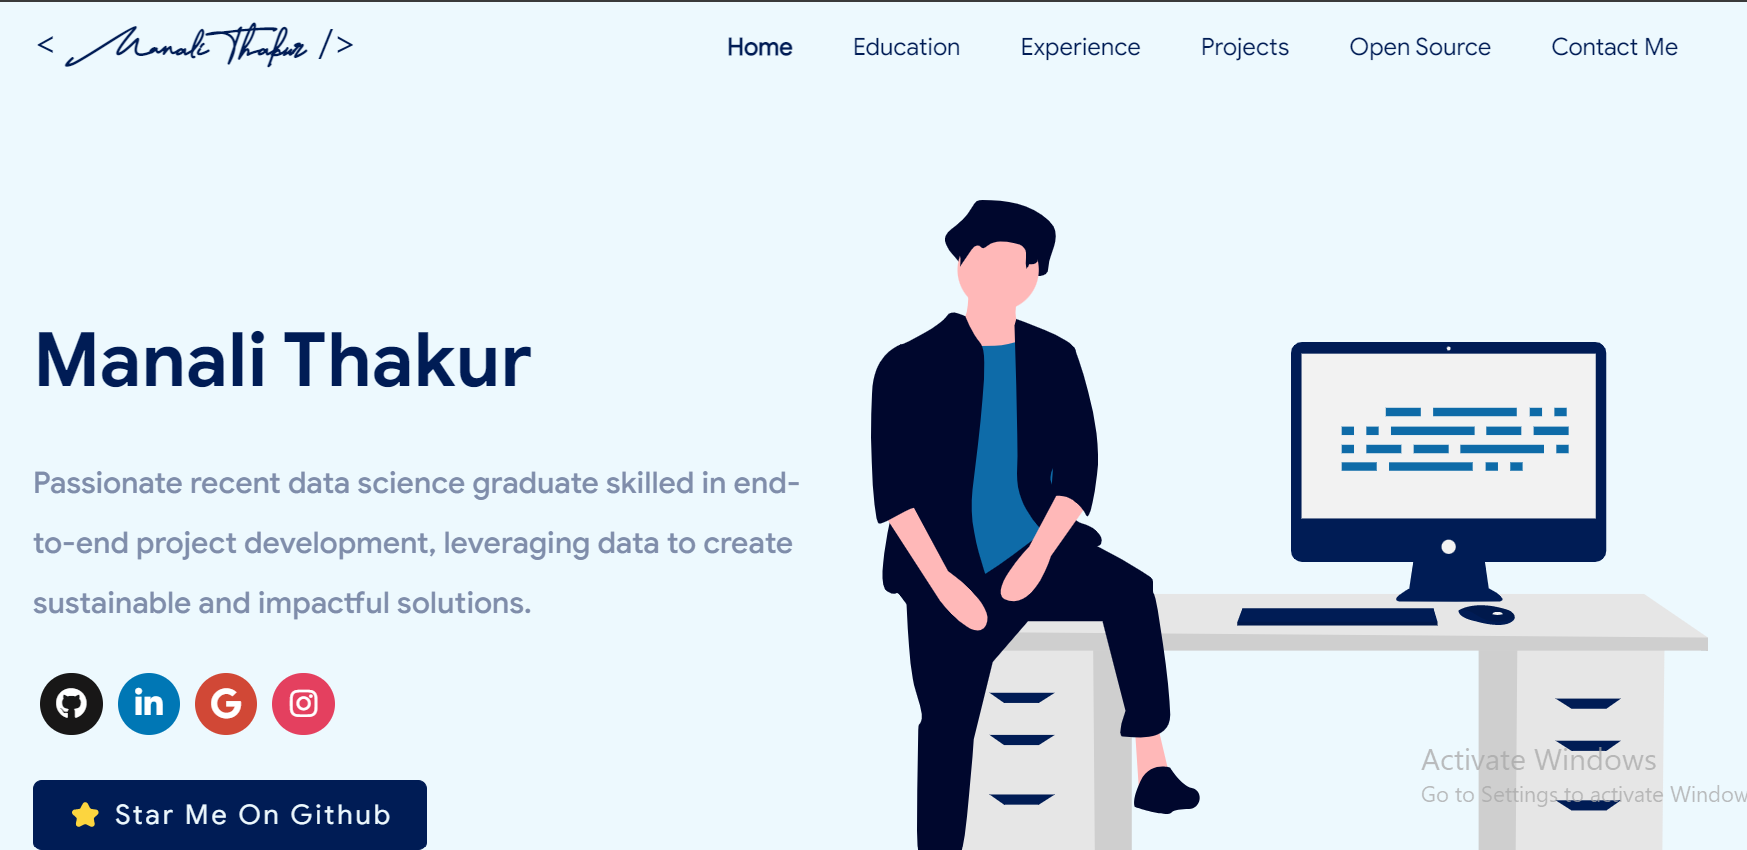 < Manali Thakur />
Home Education Experience Projects Open Source Contact Me
Manali Thakur
Passionate recent data science graduate skilled in end-
to-end project development, leveraging data to create
sustainable and impactful solutions.
in G
Star Me On Github
Activate Windows
Go to Settings to activate Window